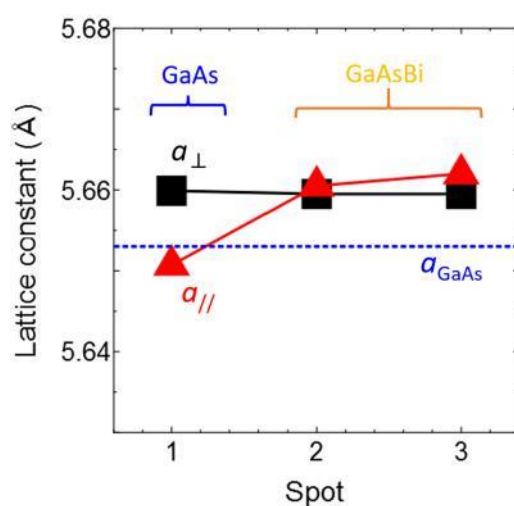 5.68
GaAs GaAsBi
a⊥
5.66
a//
aGaAs
5.64
Lattice constant (Å)
1 2 3
Spot